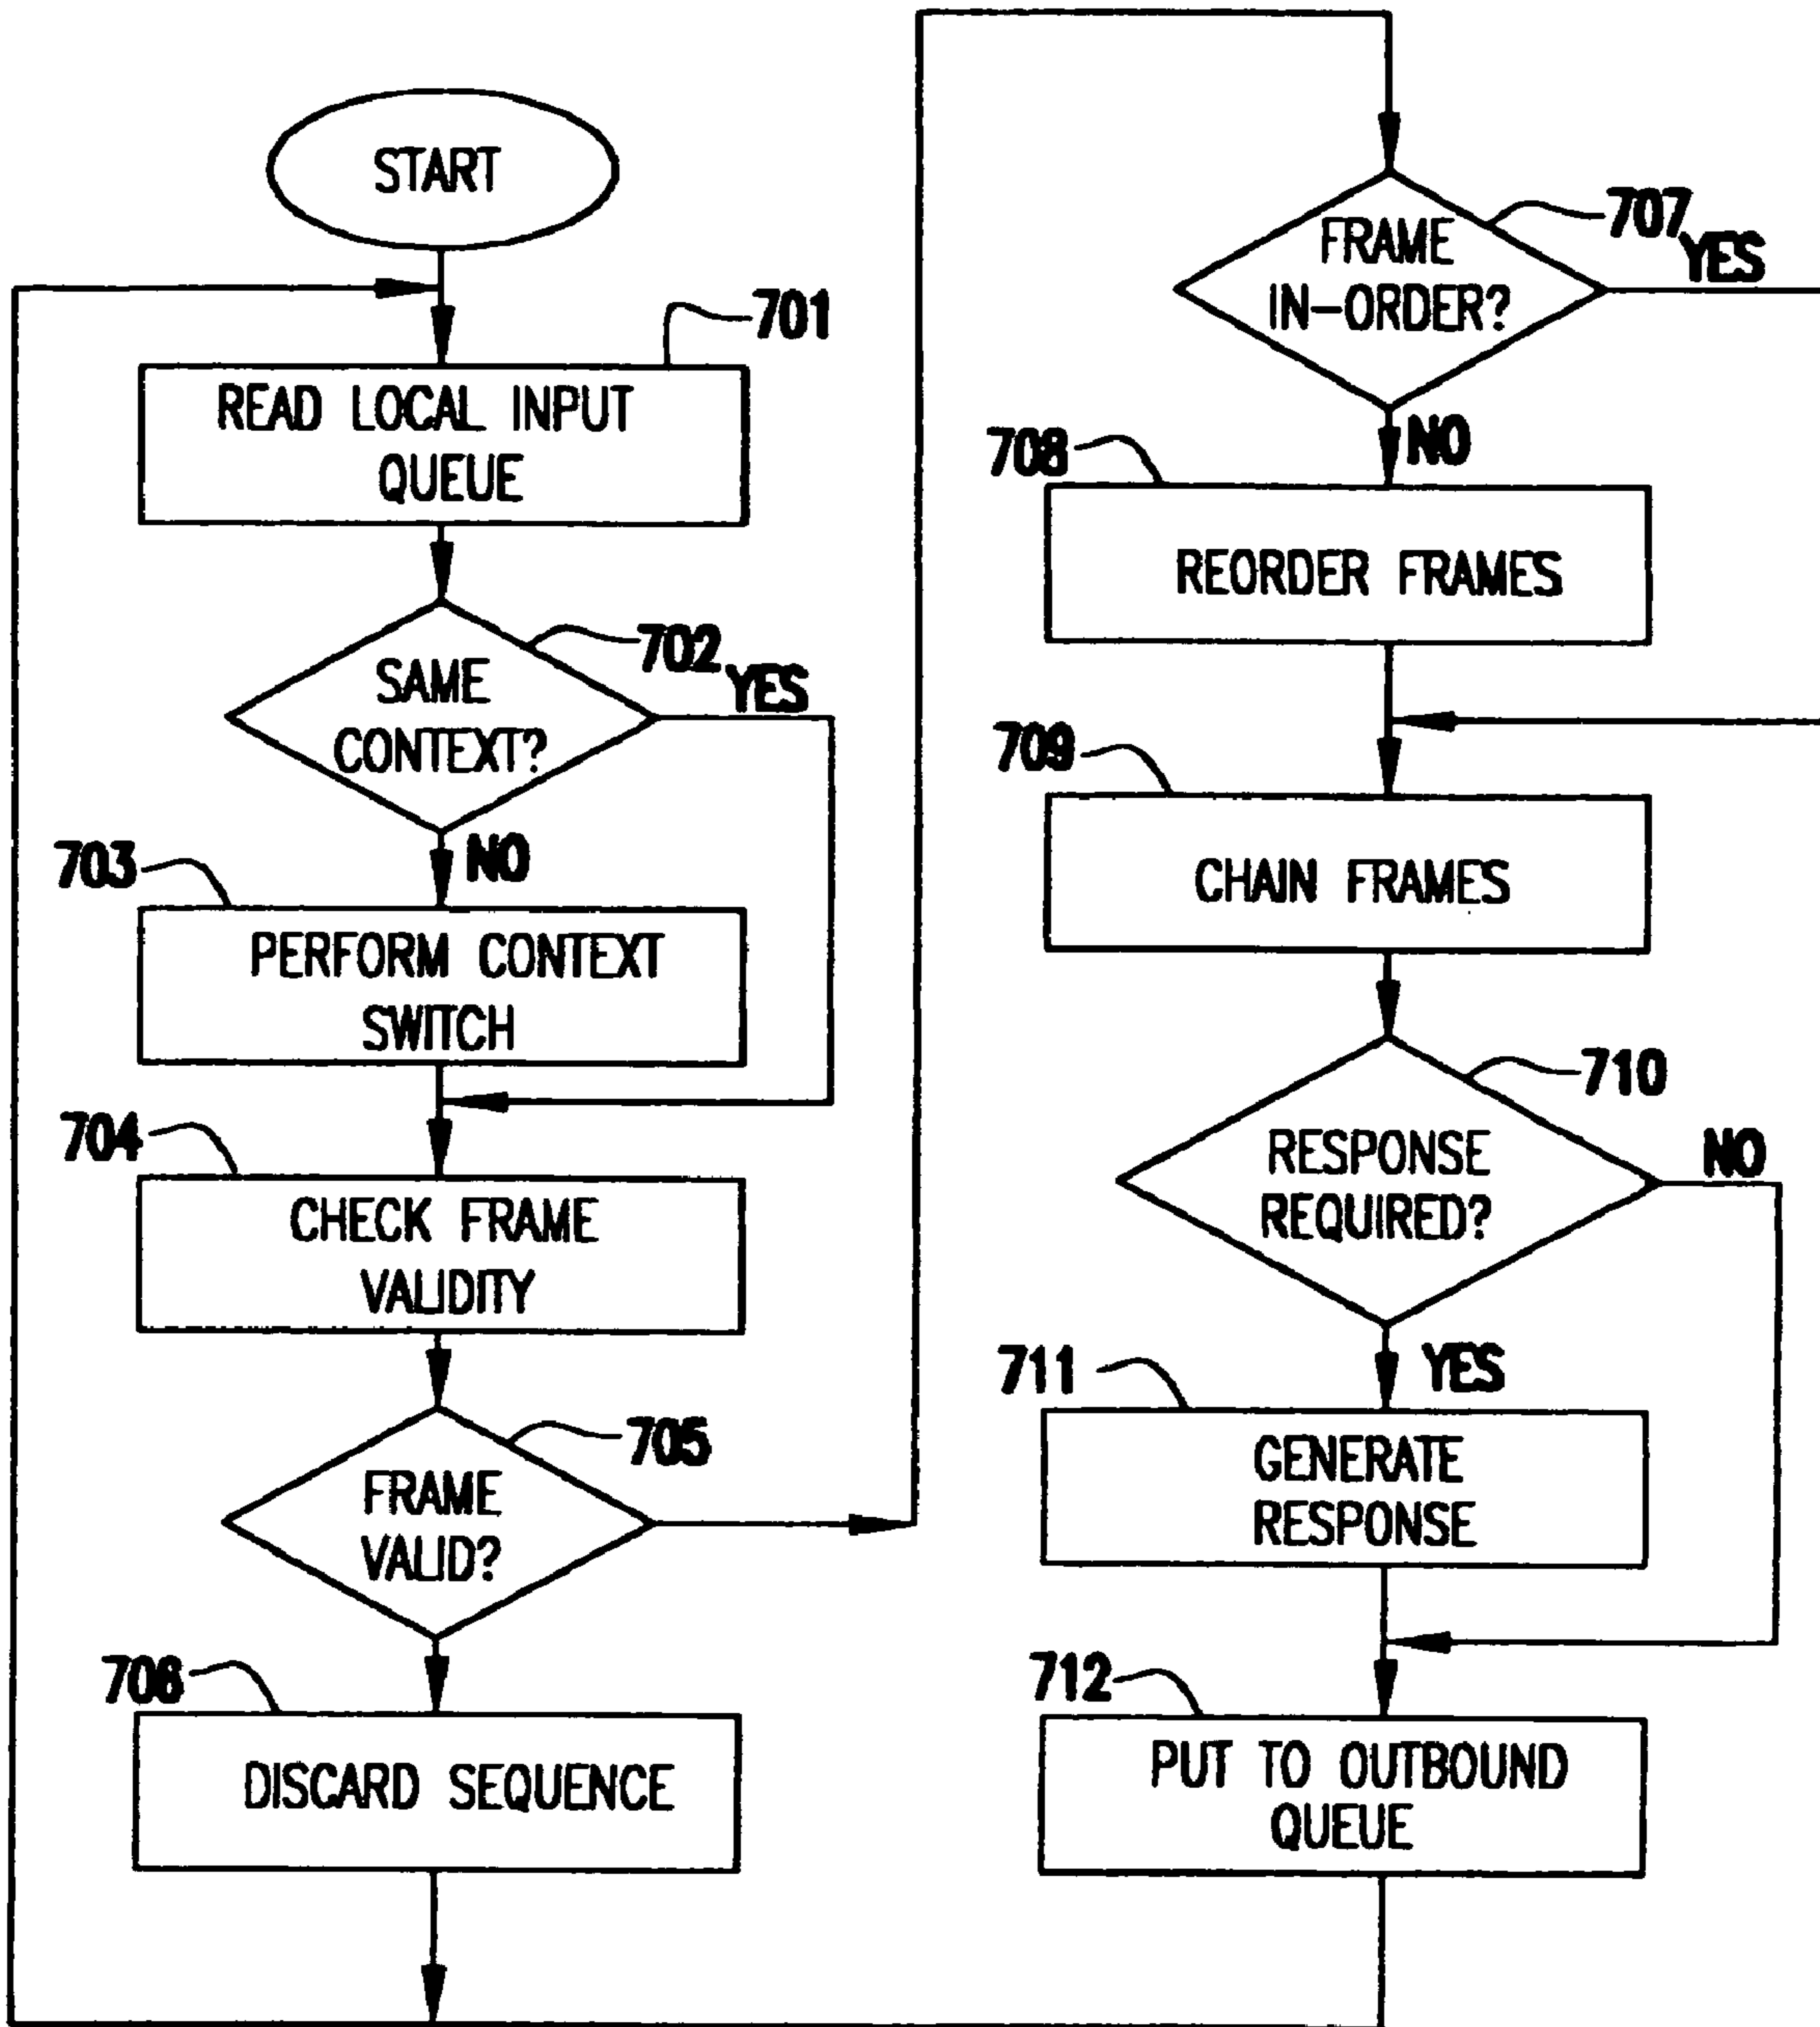 START
701
READ LOCAL INPUT
QUEUE
702
YES
SAME
CONTEXT?
NO
703
PERFORM CONTEXT
SWITCH
704
CHECK FRAME
VALIDITY
705
FRAME
VALID?
706
DISCARD SEQUENCE
707
YES
FRAME
IN-ORDER?
NO
708
REORDER FRAMES
709
CHAIN FRAMES
710
RESPONSE
REQUIRED?
NO
YES
711
GENERATE
RESPONSE
712
PUT TO OUTBOUND
QUEUE